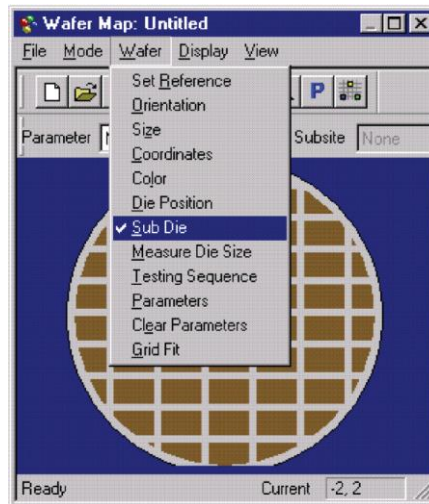 Wafer Map: Untitled
File Mode Wafer Display View
P
Parameter
Subsite None
Set Reference
Orientation
Size
Coordinates
Color
Die Position
Sub Die
Measure Die Size
Testing Sequence
Parameters
Clear Parameters
Grid Fit
Ready Current -2, 2